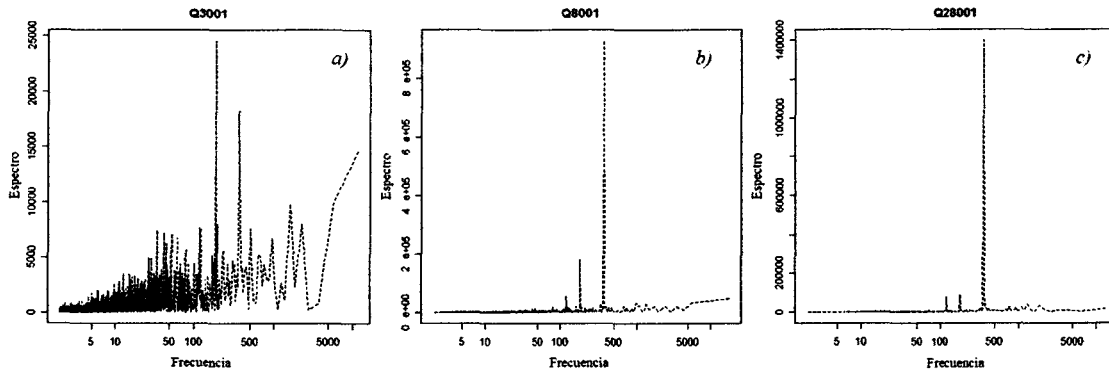 Q3001
a)
Espectro
25000
20000
15000
10000
5000
0
5 10 50 100 500 5000
Frecuencia
Q8001
b)
Espectro
8 e+05
6 e+05
4 e+05
2 e+05
0 e+00
5 10 50 100 500 5000
Frecuencia
Q28001
c)
Espectro
1400000
1000000
600000
200000
0
5 10 50 100 500 5000
Frecuencia